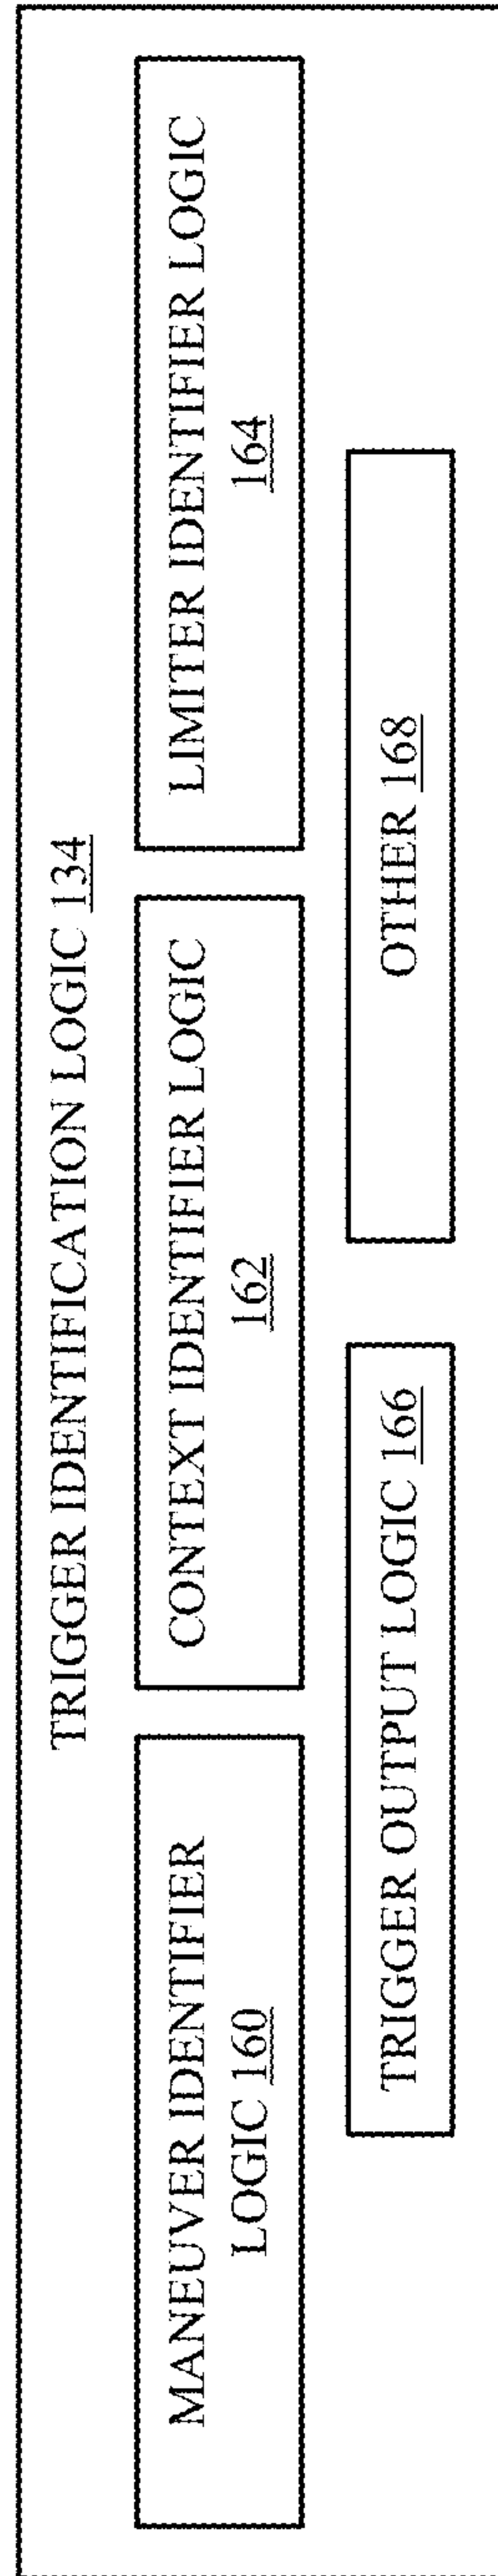 TRIGGER IDENTIFICATION LOGIC 134
MANEUVER IDENTIFIER
LOGIC 160
CONTEXT IDENTIFIER LOGIC
162
LIMITER IDENTIFIER LOGIC
164
TRIGGER OUTPUT LOGIC 166
OTHER 168